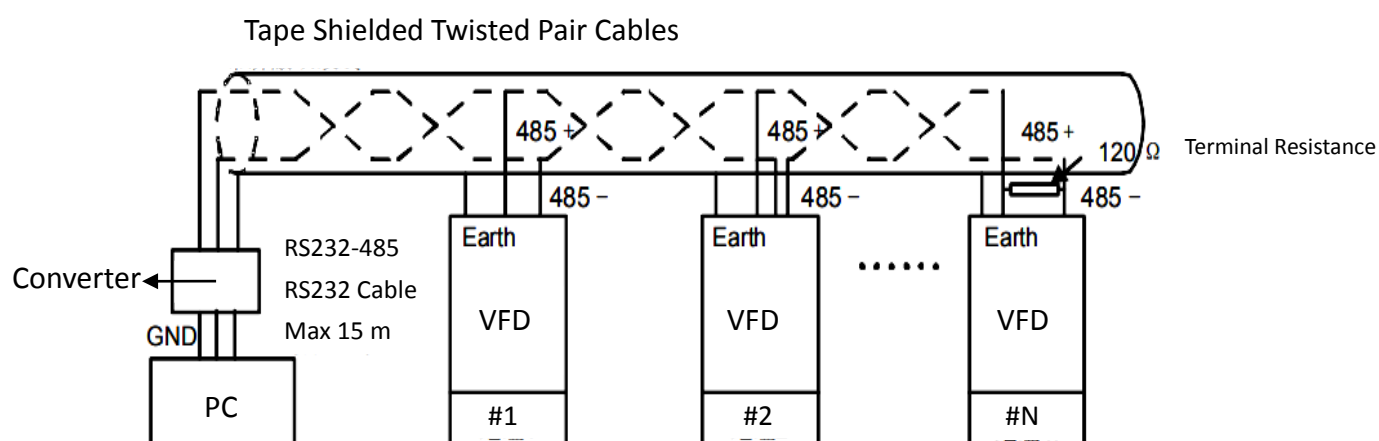 Tape Shielded Twisted Pair Cables
485 +
485 +
485 +
120 Ω
Terminal Resistance
485 –
485 –
485 –
Earth
Earth
Earth
RS232-485
Converter
RS232 Cable
Max 15 m
VFD
VFD
VFD
GND
PC
#1
#2
#N